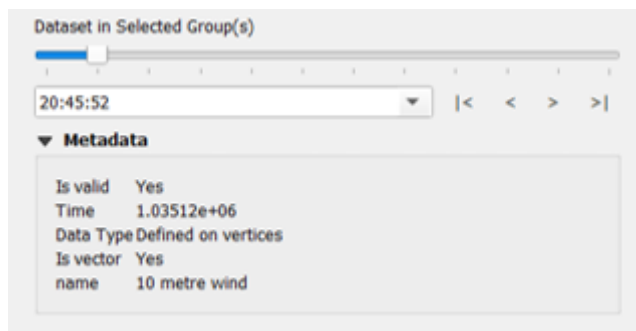 Dataset in Selected Group(s)
20:45:52 |< < > >|
Metadata
Is valid Yes
Time 1.03512e+06
Data Type Defined on vertices
Is vector Yes
name 10 metre wind